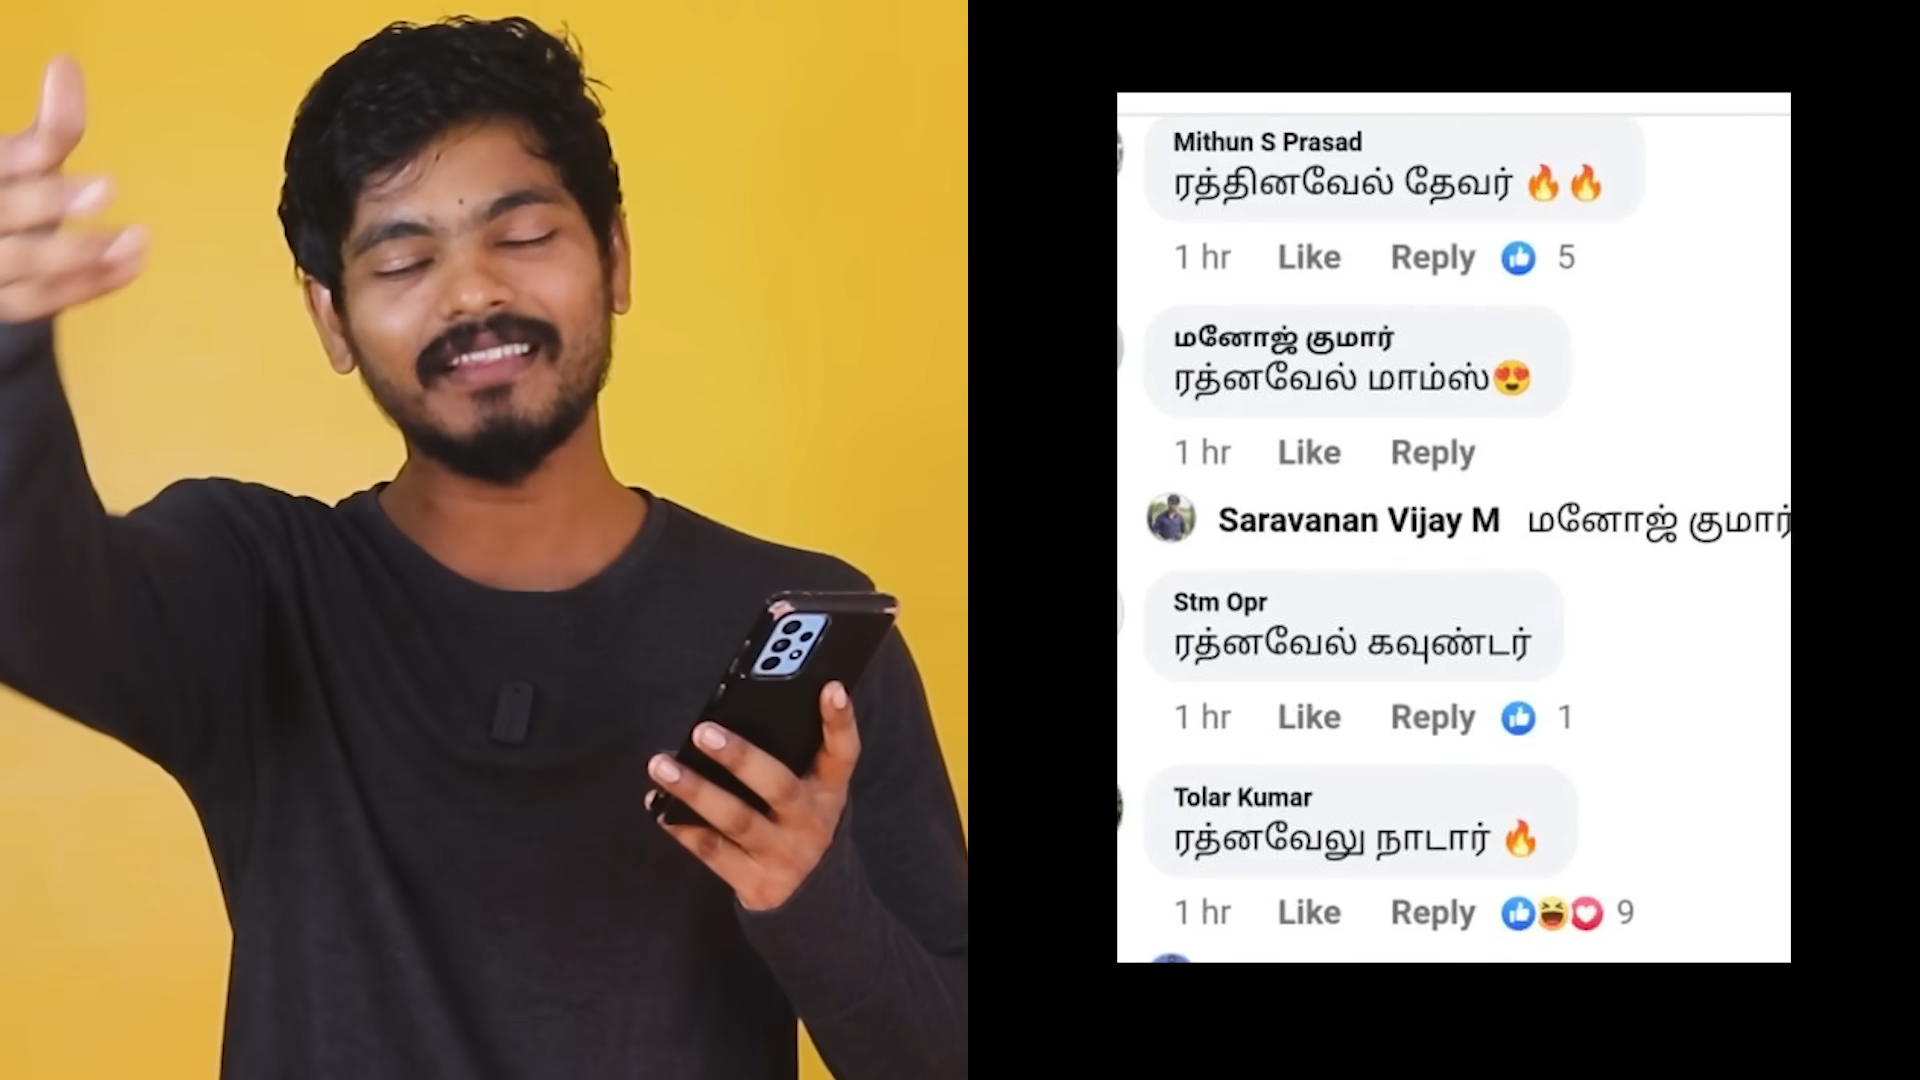 Mithun S Prasad
ரத்தினவேல் தேவர் 🔥🔥
1 hr Like Reply 5
மனோஜ் குமார்
ரத்னவேல் மாம்ஸ்😍
1 hr Like Reply
Saravanan Vijay M மனோஜ் குமார்
Stm Opr
ரத்னவேல் கவுண்டர்
1 hr Like Reply 1
Tolar Kumar
ரத்னவேலு நாடார் 🔥
1 hr Like Reply 9